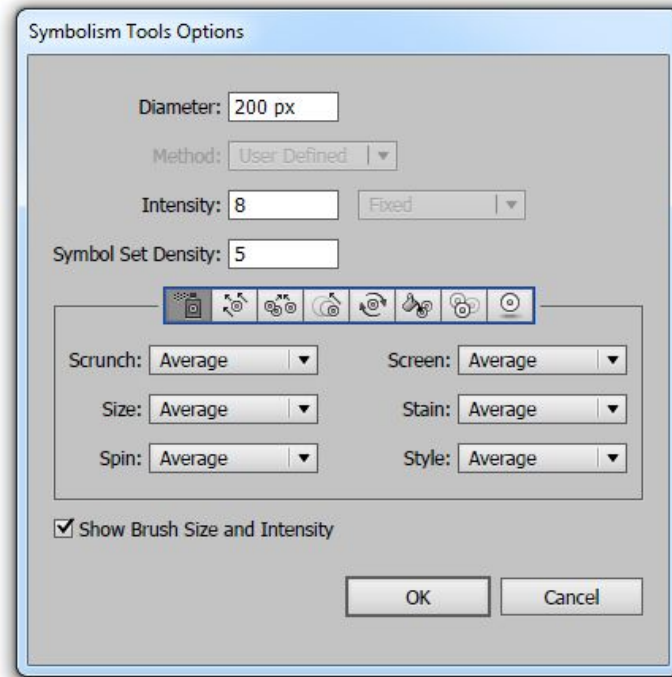 Symbolism Tools Options
Diameter: 200 px
Method: User Defined
Intensity: 8 Fixed
Symbol Set Density: 5
Scrunch: Average Screen: Average
Size: Average Stain: Average
Spin: Average Style: Average
Show Brush Size and Intensity
OK Cancel